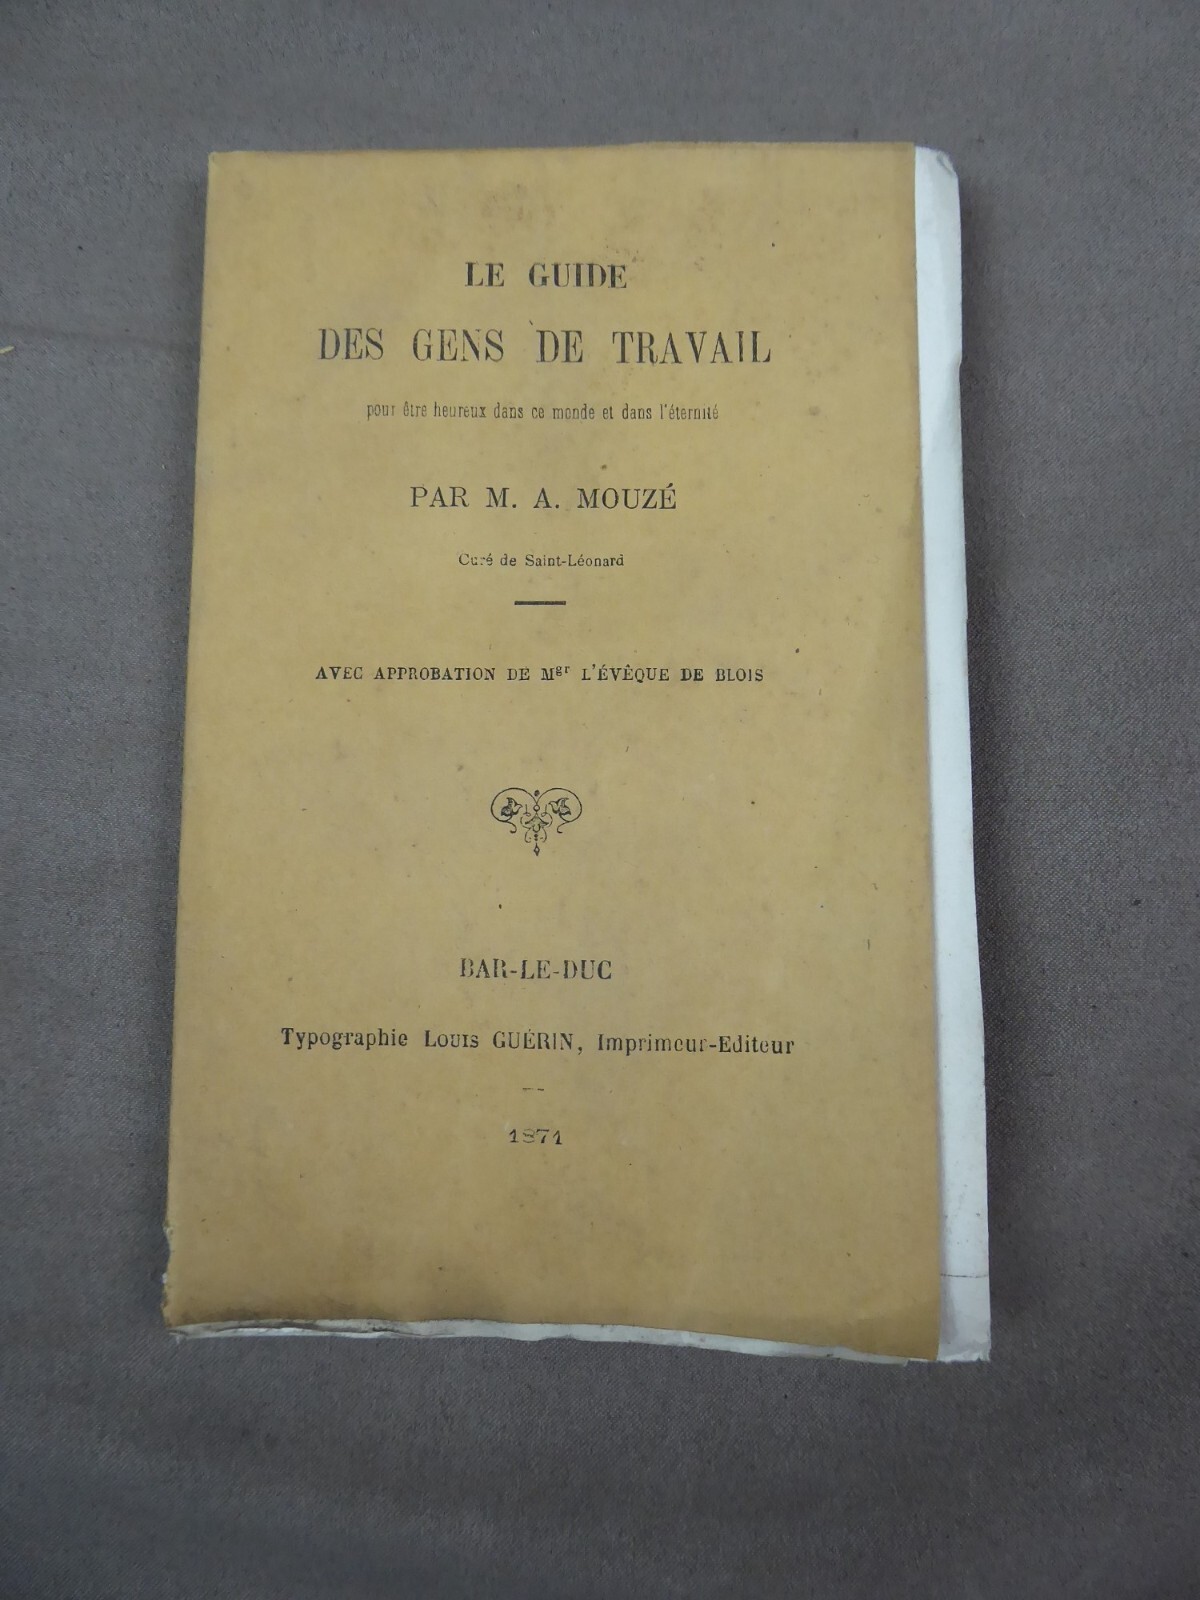 LE GUIDE
DES GENS DE TRAVAIL
pour être heureux dans ce monde et dans l'éternité
PAR M. A. MOUZÉ
Curé de Saint-Léonard
AVEC APPROBATION DE Mgr L'ÉVÊQUE DE BLOIS
BAR-LE-DUC
Typographie Louis GUÉRIN, Imprimeur-Editeur
1871